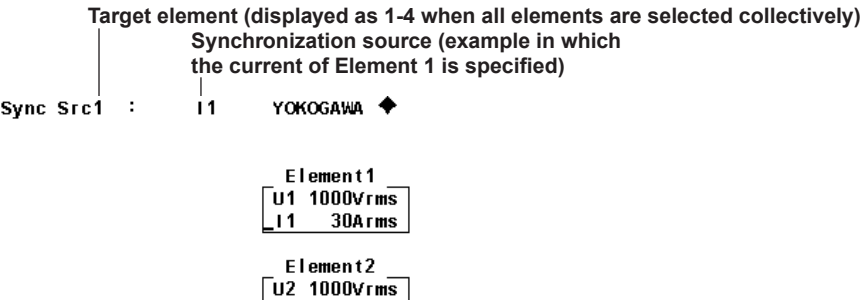 Target element (displayed as 1-4 when all elements are selected collectively)
Synchronization source (example in which
the current of Element 1 is specified)
Sync Src1 : I1 YOKOGAWA ◆
Element1
U1 1000Vrms
I1 30Arms
Element2
U2 1000Vrms